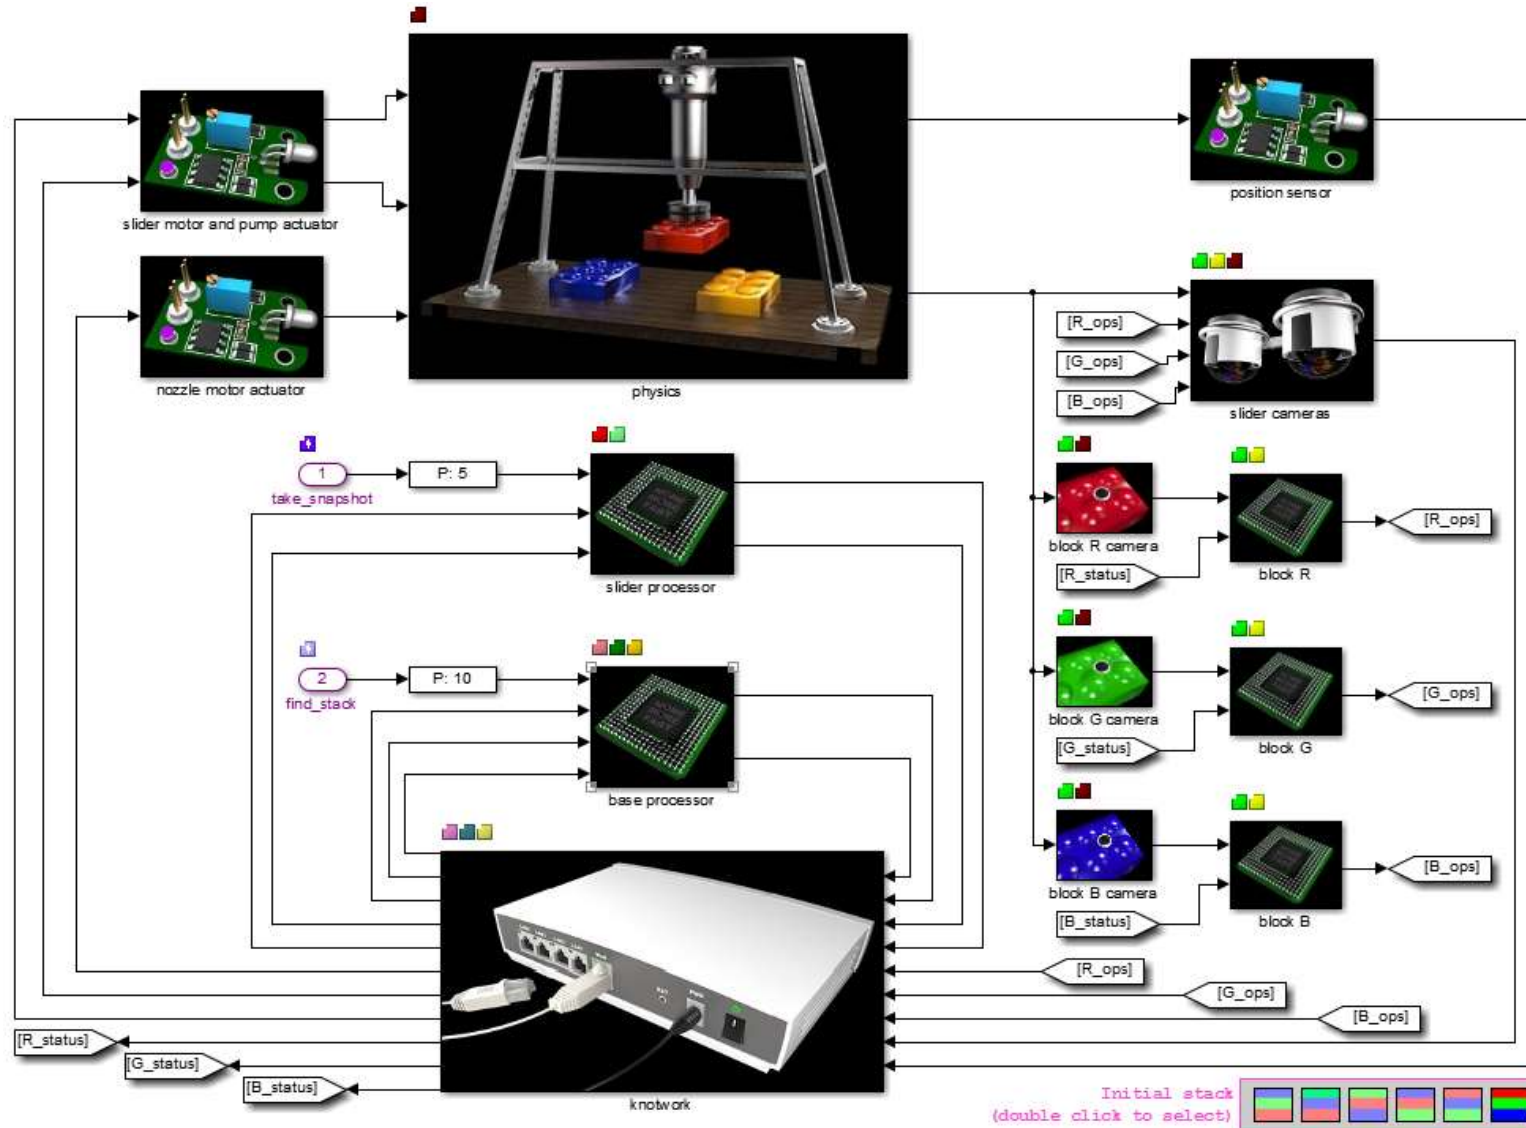 slider motor and pump actuator
position sensor
nozzle motor actuator
physics
[R_ops]
[G_ops]
[B_ops]
slider cameras
1
take_snapshot
P: 5
slider processor
block R camera
[R_status]
block R
[R_ops]
2
find_stack
P: 10
base processor
block G camera
[G_status]
block G
[G_ops]
block B camera
[B_status]
block B
[B_ops]
[R_ops]
[G_ops]
[B_ops]
[R_status]
[G_status]
[B_status]
knotwork
Initial stack
(double click to select)